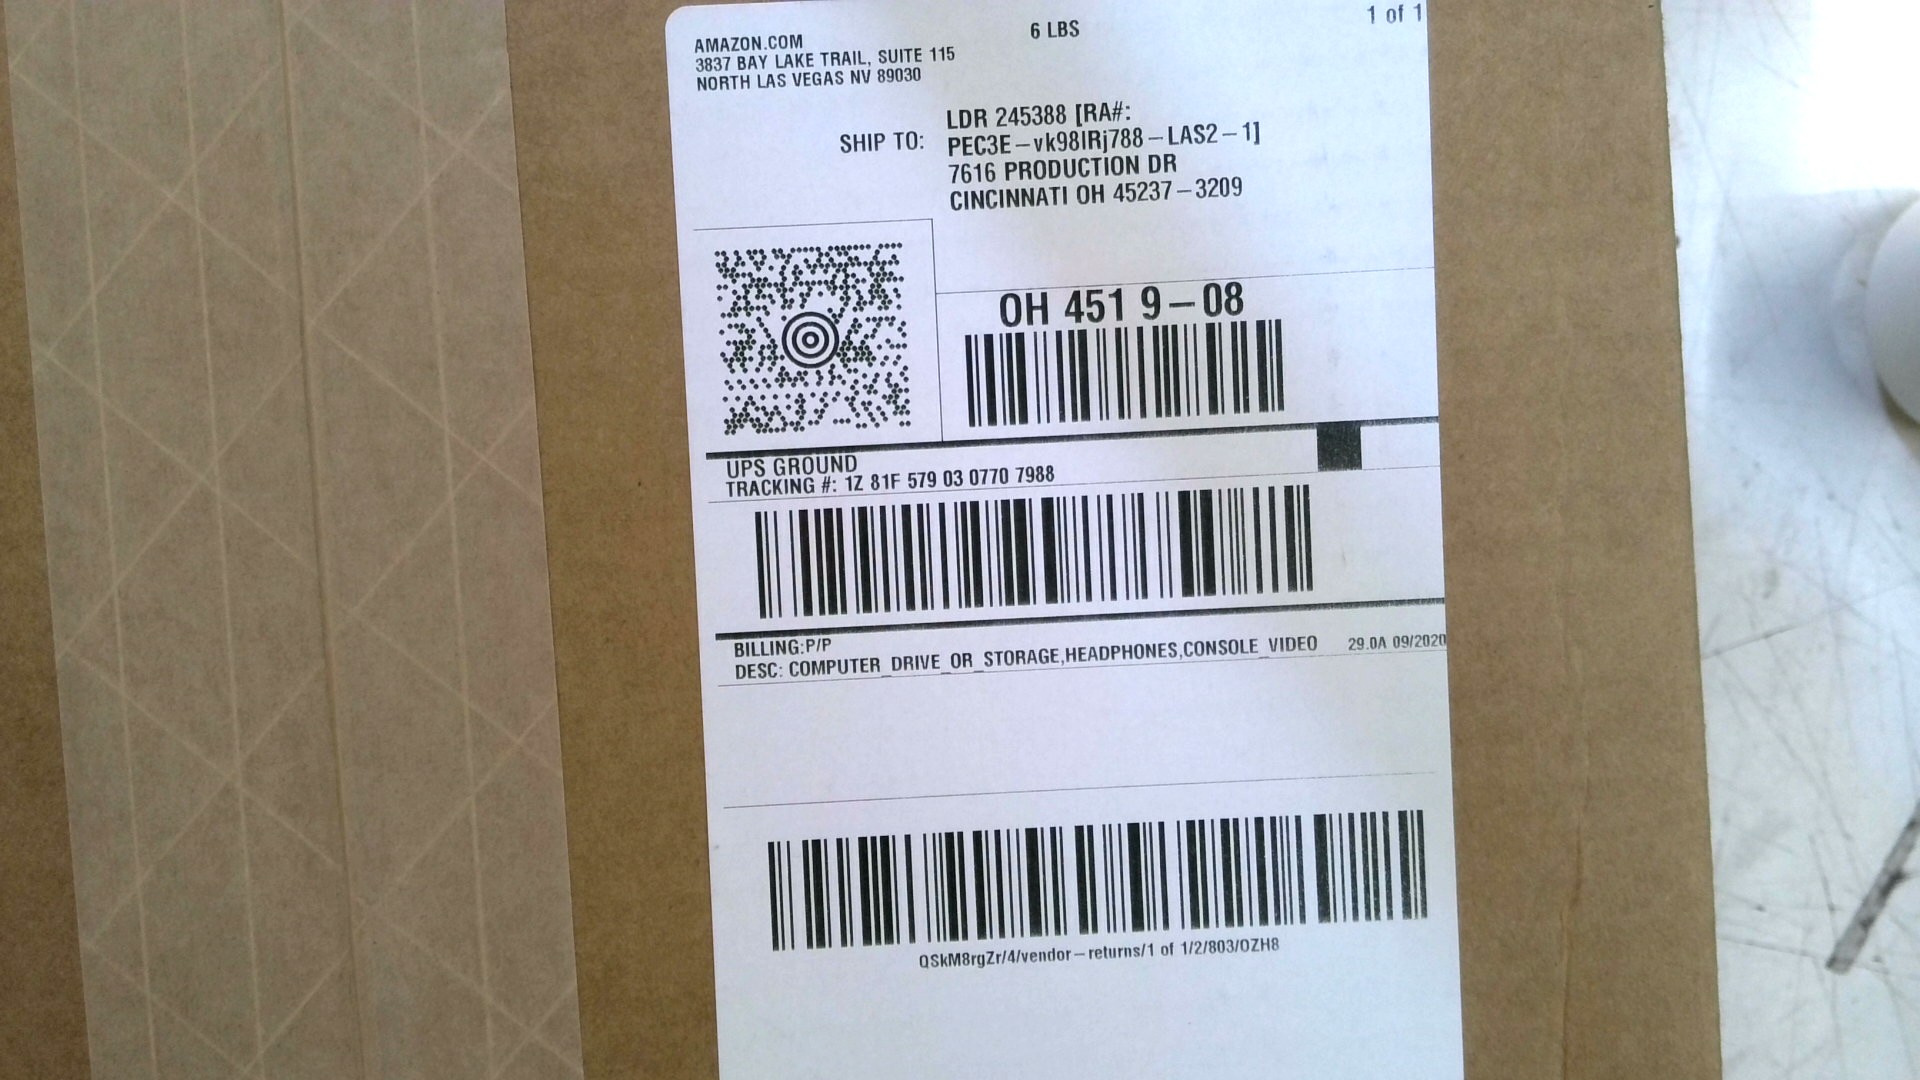 AMAZON.COM
3837 BAY LAKE TRAIL, SUITE 115
NORTH LAS VEGAS NV 89030
6 LBS
1 of 1
SHIP TO:
LDR 245388 [RA#:
PEC3E-vk98lRj788-LAS2-1]
7616 PRODUCTION DR
CINCINNATI OH 45237-3209
OH 451 9-08
UPS GROUND
TRACKING #: 1Z 81F 579 03 0770 7988
BILLING:P/P
DESC: COMPUTER_DRIVE_OR_STORAGE,HEADPHONES,CONSOLE_VIDEO
29.0A 09/2020
QSkM8rgZr/4/vendor-returns/1 of 1/2/803/OZH8